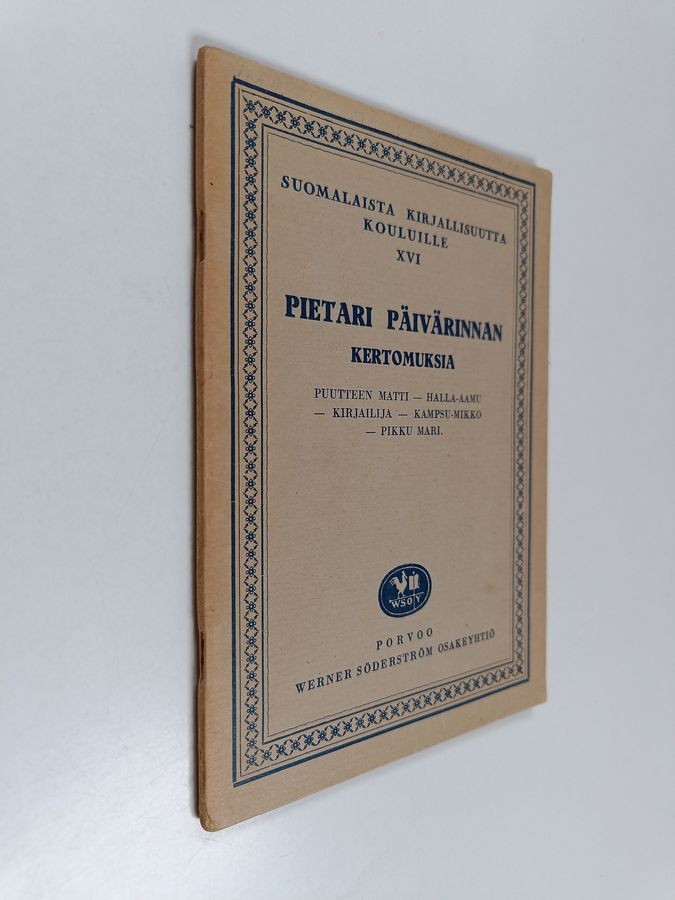 SUOMALAISTA KIRJALLISUUTTA
KOULUILLE
XVI
PIETARI PÄIVÄRINNAN
KERTOMUKSIA
PUUTTEEN MATTI — HALLA-AAMU
— KIRJAILIJA — KAMPSU-MIKKO
— PIKKU MARI.
WSOY
PORVOO
WERNER SÖDERSTRÖM OSAKEYHTIÖ